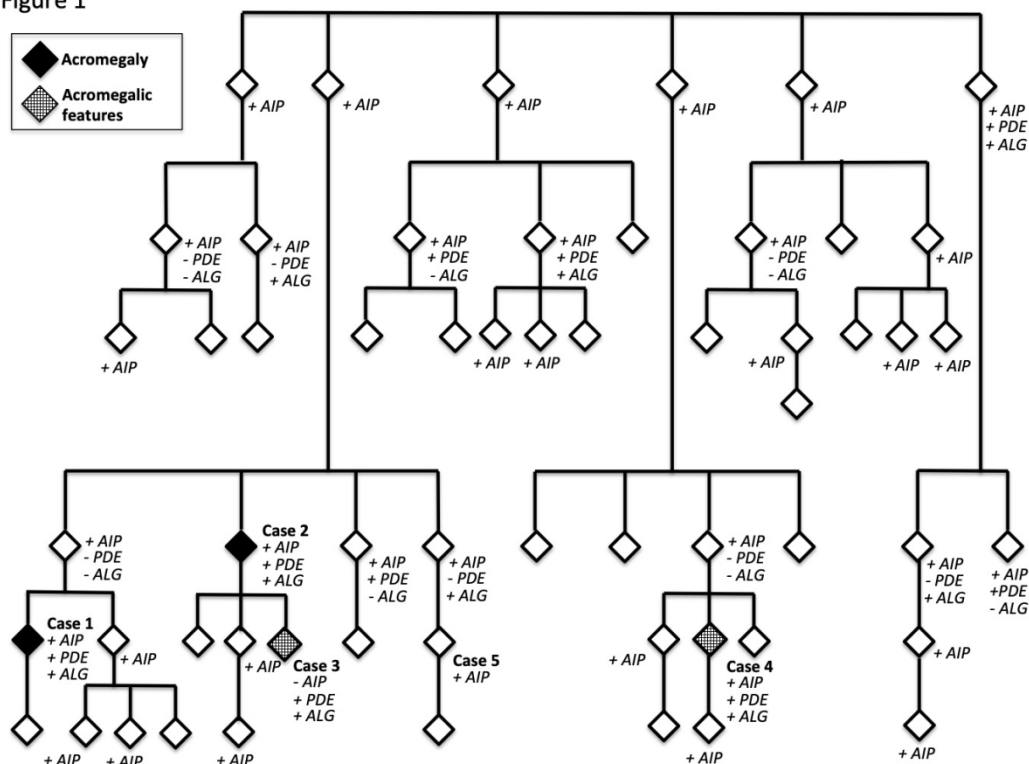 Figure 1
Acromegaly
Acromegalic
features
+ AIP
+ AIP
+ AIP
+ AIP
+ AIP
+ AIP
+ PDE
+ ALG
+ AIP
- PDE
- ALG
+ AIP
- PDE
+ ALG
+ AIP
+ PDE
- ALG
+ AIP
+ PDE
+ ALG
+ AIP
- PDE
- ALG
+ AIP
+ AIP
+ AIP
+ AIP
+ AIP
+ AIP
+ AIP
+ AIP
- PDE
- ALG
Case 2
+ AIP
+ PDE
+ ALG
+ AIP
+ PDE
- ALG
+ AIP
- PDE
+ ALG
+ AIP
- PDE
- ALG
+ AIP
- PDE
+ ALG
+ AIP
+PDE
- ALG
Case 1
+ AIP
+ PDE
+ ALG
+ AIP
+ AIP
Case 3
- AIP
+ PDE
+ ALG
Case 5
+ AIP
+ AIP
Case 4
+ AIP
+ PDE
+ ALG
+ AIP
+ AIP
+ AIP
+ AIP
+ AIP
+ AIP